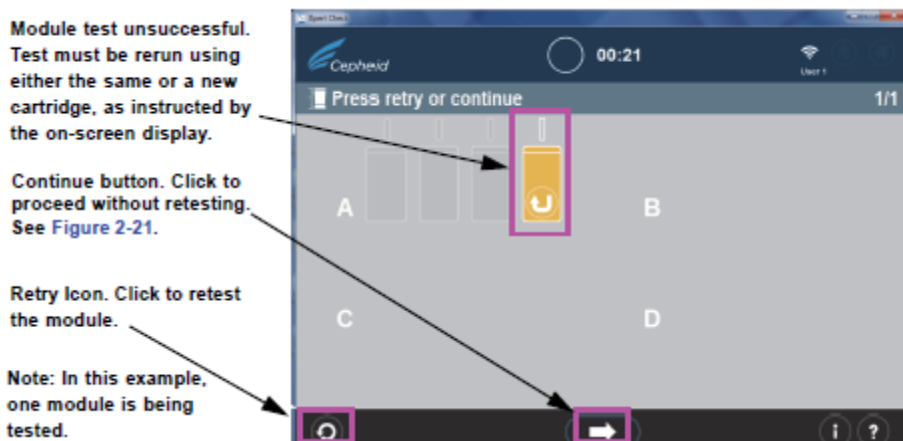 Module test unsuccessful.
Test must be rerun using
either the same or a new
cartridge, as instructed by
the on-screen display.
Continue button. Click to
proceed without retesting.
See Figure 2-21.
Retry Icon. Click to retest
the module.
Note: In this example,
one module is being
tested.
Xpert Check
Cepheid
00:21
User 1
Press retry or continue
1/1
A
B
C
D
i ?